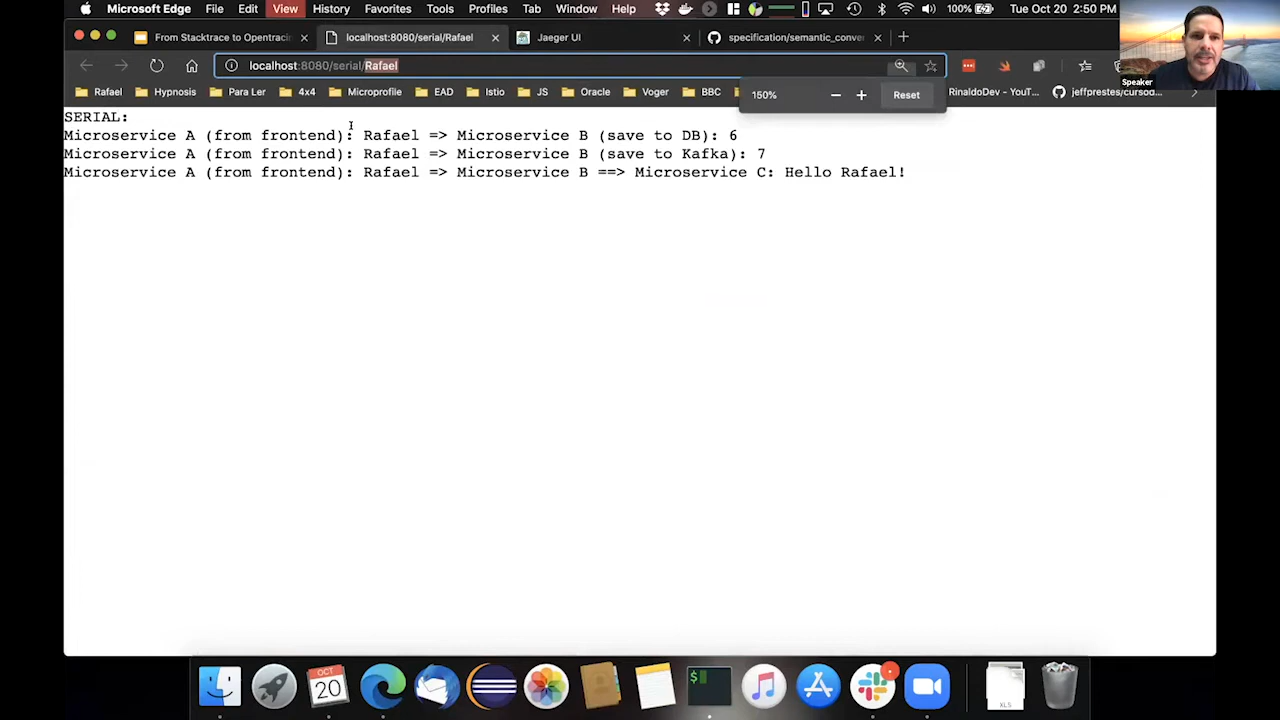 Microsoft Edge File Edit View History Favorites Tools Profiles Tab Window Help 100% Tue Oct 20 2:50 PM
From Stacktrace to Opentracin localhost:8080/serial/Rafael Jaeger UI specification/semantic_conve
localhost:8080/serial/Rafael
Rafael Hypnosis Para Ler 4x4 Microprofile EAD Istio JS Oracle Voger BBC RinaldoDev - YouT... jeffprestes/cursod...
150% Reset
Speaker
SERIAL:
Microservice A (from frontend): Rafael => Microservice B (save to DB): 6
Microservice A (from frontend): Rafael => Microservice B (save to Kafka): 7
Microservice A (from frontend): Rafael => Microservice B ==> Microservice C: Hello Rafael!
OCT
20
$
XLS